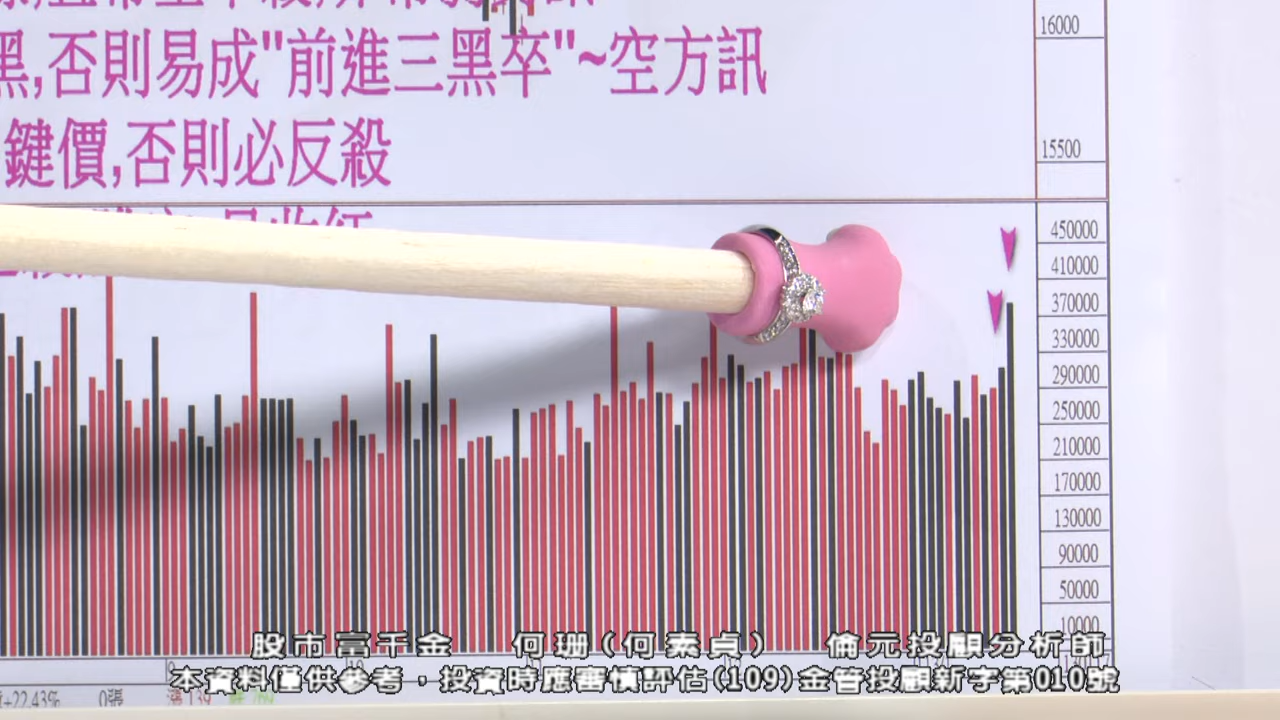 黑,否則易成"前進三黑卒"~空方訊
鍵價,否則必反殺
16000
15500
450000
410000
370000
330000
290000
250000
210000
170000
130000
90000
50000
10000
+22.43% 0張
股市富千金 何珊(何素貞) 倫元投顧分析師
本資料僅供參考,投資時應審慎評估(109)金管投顧新字第010號